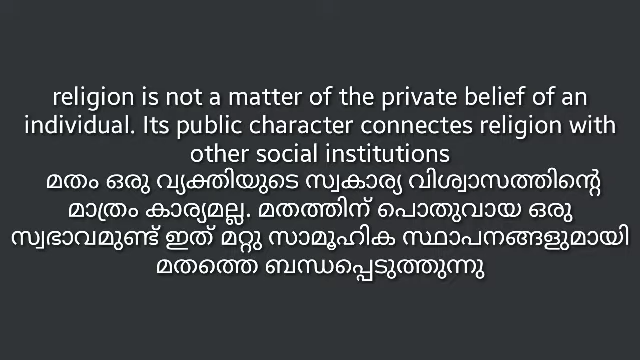 religion is not a matter of the private belief of an
individual. Its public character connectes religion with
other social institutions
മതം ഒരു വ്യക്തിയുടെ സ്വകാര്യ വിശ്വാസത്തിന്റെ
മാത്രം കാര്യമല്ല. മതത്തിന് പൊതുവായ ഒരു
സ്വഭാവമുണ്ട് ഇത് മറ്റു സാമൂഹിക സ്ഥാപനങ്ങളുമായി
മതത്തെ ബന്ധപ്പെടുത്തുന്നു